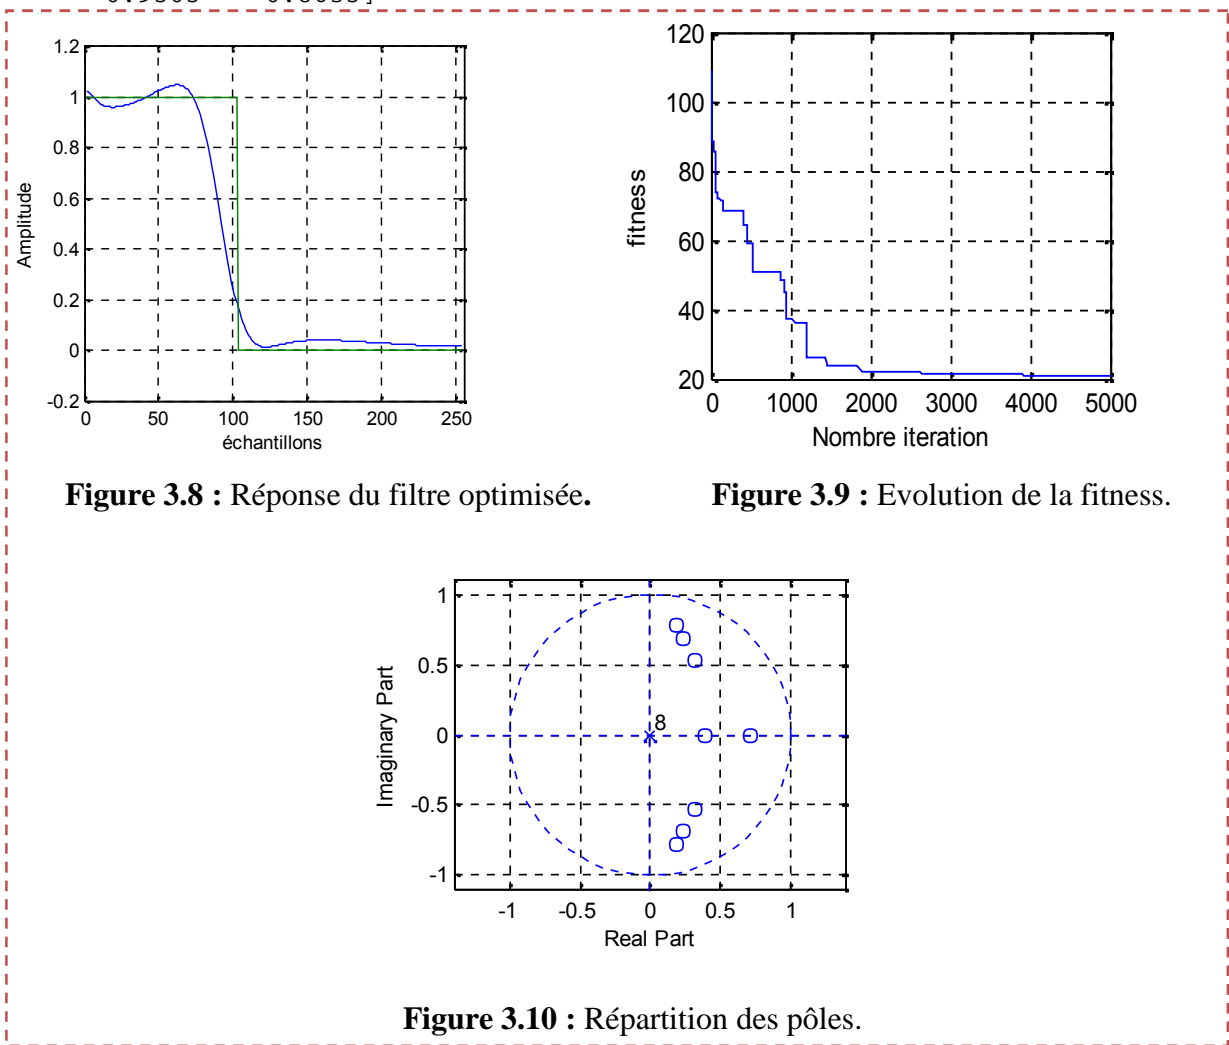 1.2
1
0.8
0.6
0.4
0.2
0
-0.2
Amplitude
0 50 100 150 200 250
échantillons
120
100
80
60
40
20
fitness
0 1000 2000 3000 4000 5000
Nombre iteration
Figure 3.8 : Réponse du filtre optimisée.
Figure 3.9 : Evolution de la fitness.
1
0.5
0
-0.5
-1
Imaginary Part
8
-1 -0.5 0 0.5 1
Real Part
Figure 3.10 : Répartition des pôles.